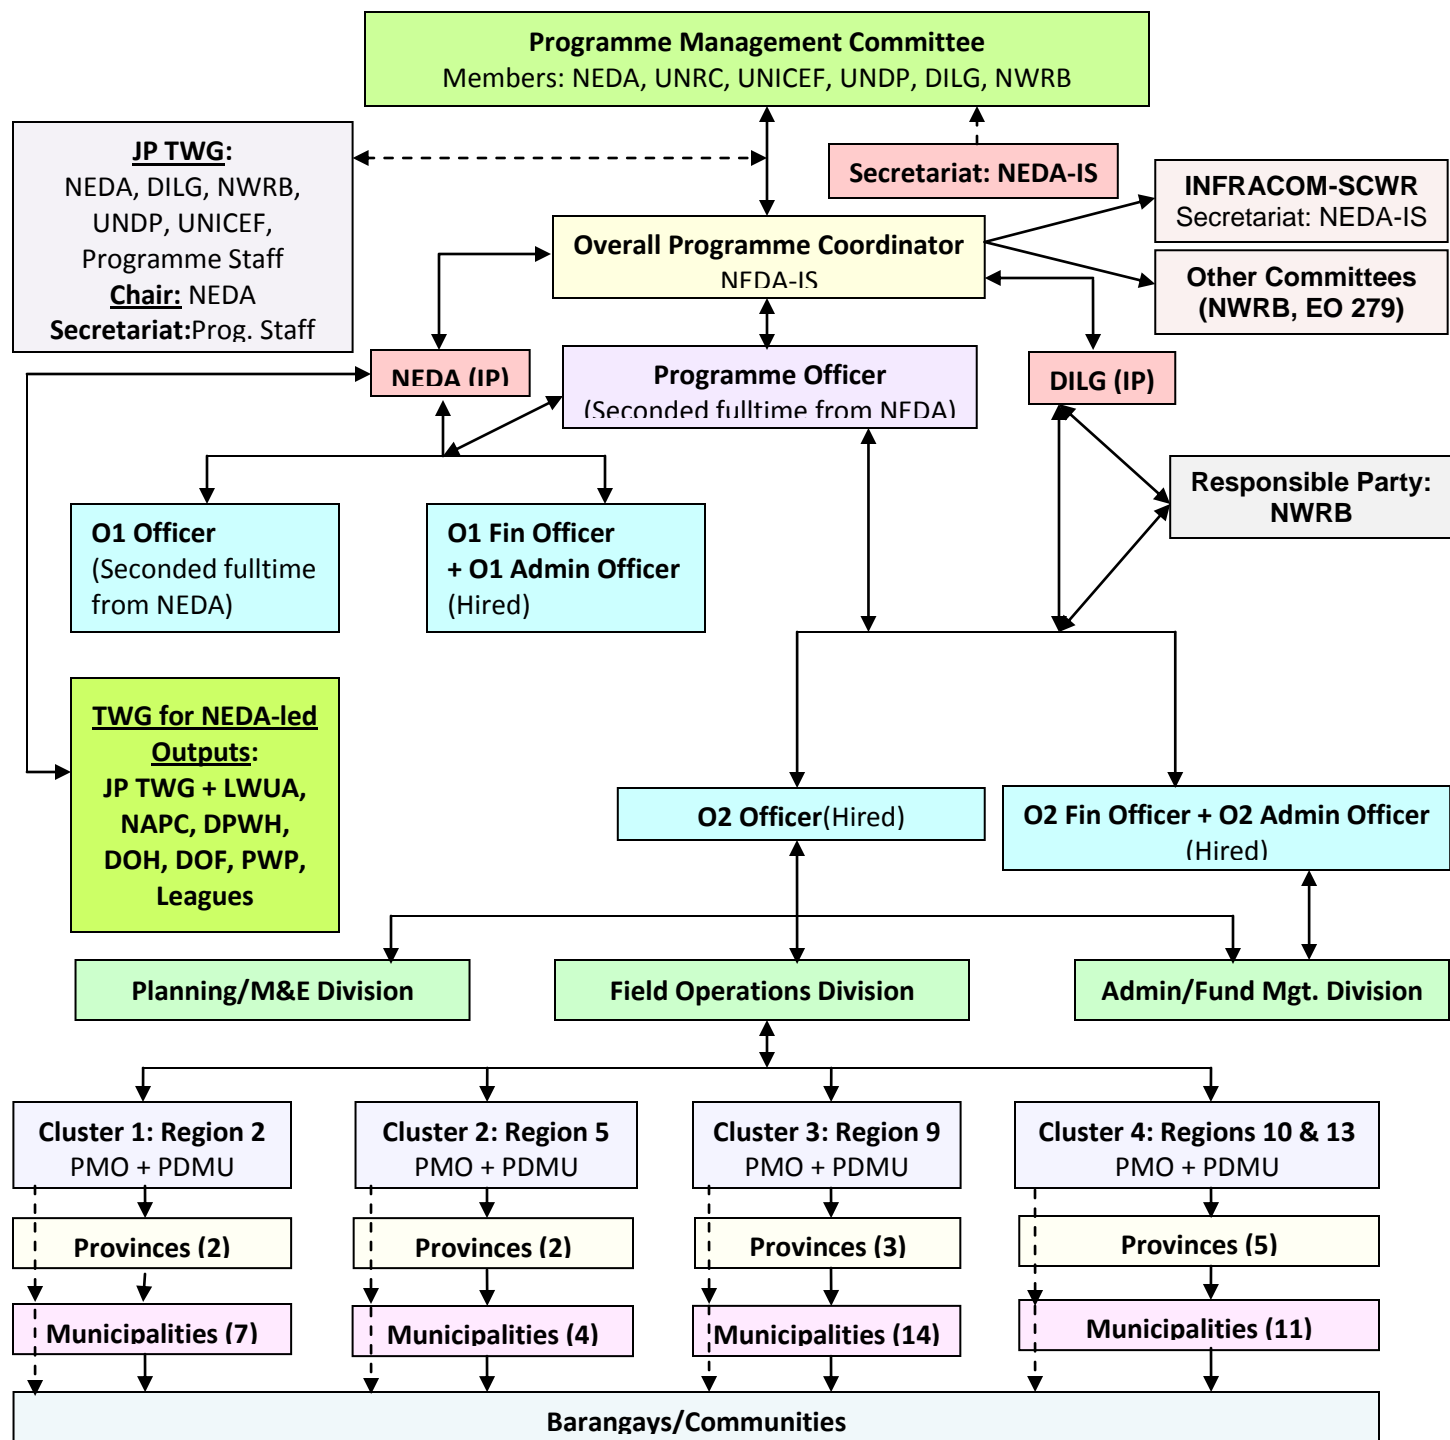 Programme Management Committee
Members: NEDA, UNRC, UNICEF, UNDP, DILG, NWRB
JP TWG:
NEDA, DILG, NWRB,
UNDP, UNICEF,
Programme Staff
Chair: NEDA
Secretariat:Prog. Staff
Secretariat: NEDA-IS
INFRACOM-SCWR
Secretariat: NEDA-IS
Overall Programme Coordinator
NEDA-IS
Other Committees
(NWRB, EO 279)
NEDA (IP)
Programme Officer
(Seconded fulltime from NEDA)
DILG (IP)
Responsible Party:
NWRB
O1 Officer
(Seconded fulltime
from NEDA)
O1 Fin Officer
+ O1 Admin Officer
(Hired)
TWG for NEDA-led
Outputs:
JP TWG + LWUA,
NAPC, DPWH,
DOH, DOF, PWP,
Leagues
O2 Officer(Hired)
O2 Fin Officer + O2 Admin Officer
(Hired)
Planning/M&E Division
Field Operations Division
Admin/Fund Mgt. Division
Cluster 1: Region 2
PMO + PDMU
Cluster 2: Region 5
PMO + PDMU
Cluster 3: Region 9
PMO + PDMU
Cluster 4: Regions 10 & 13
PMO + PDMU
Provinces (2)
Provinces (2)
Provinces (3)
Provinces (5)
Municipalities (7)
Municipalities (4)
Municipalities (14)
Municipalities (11)
Barangays/Communities